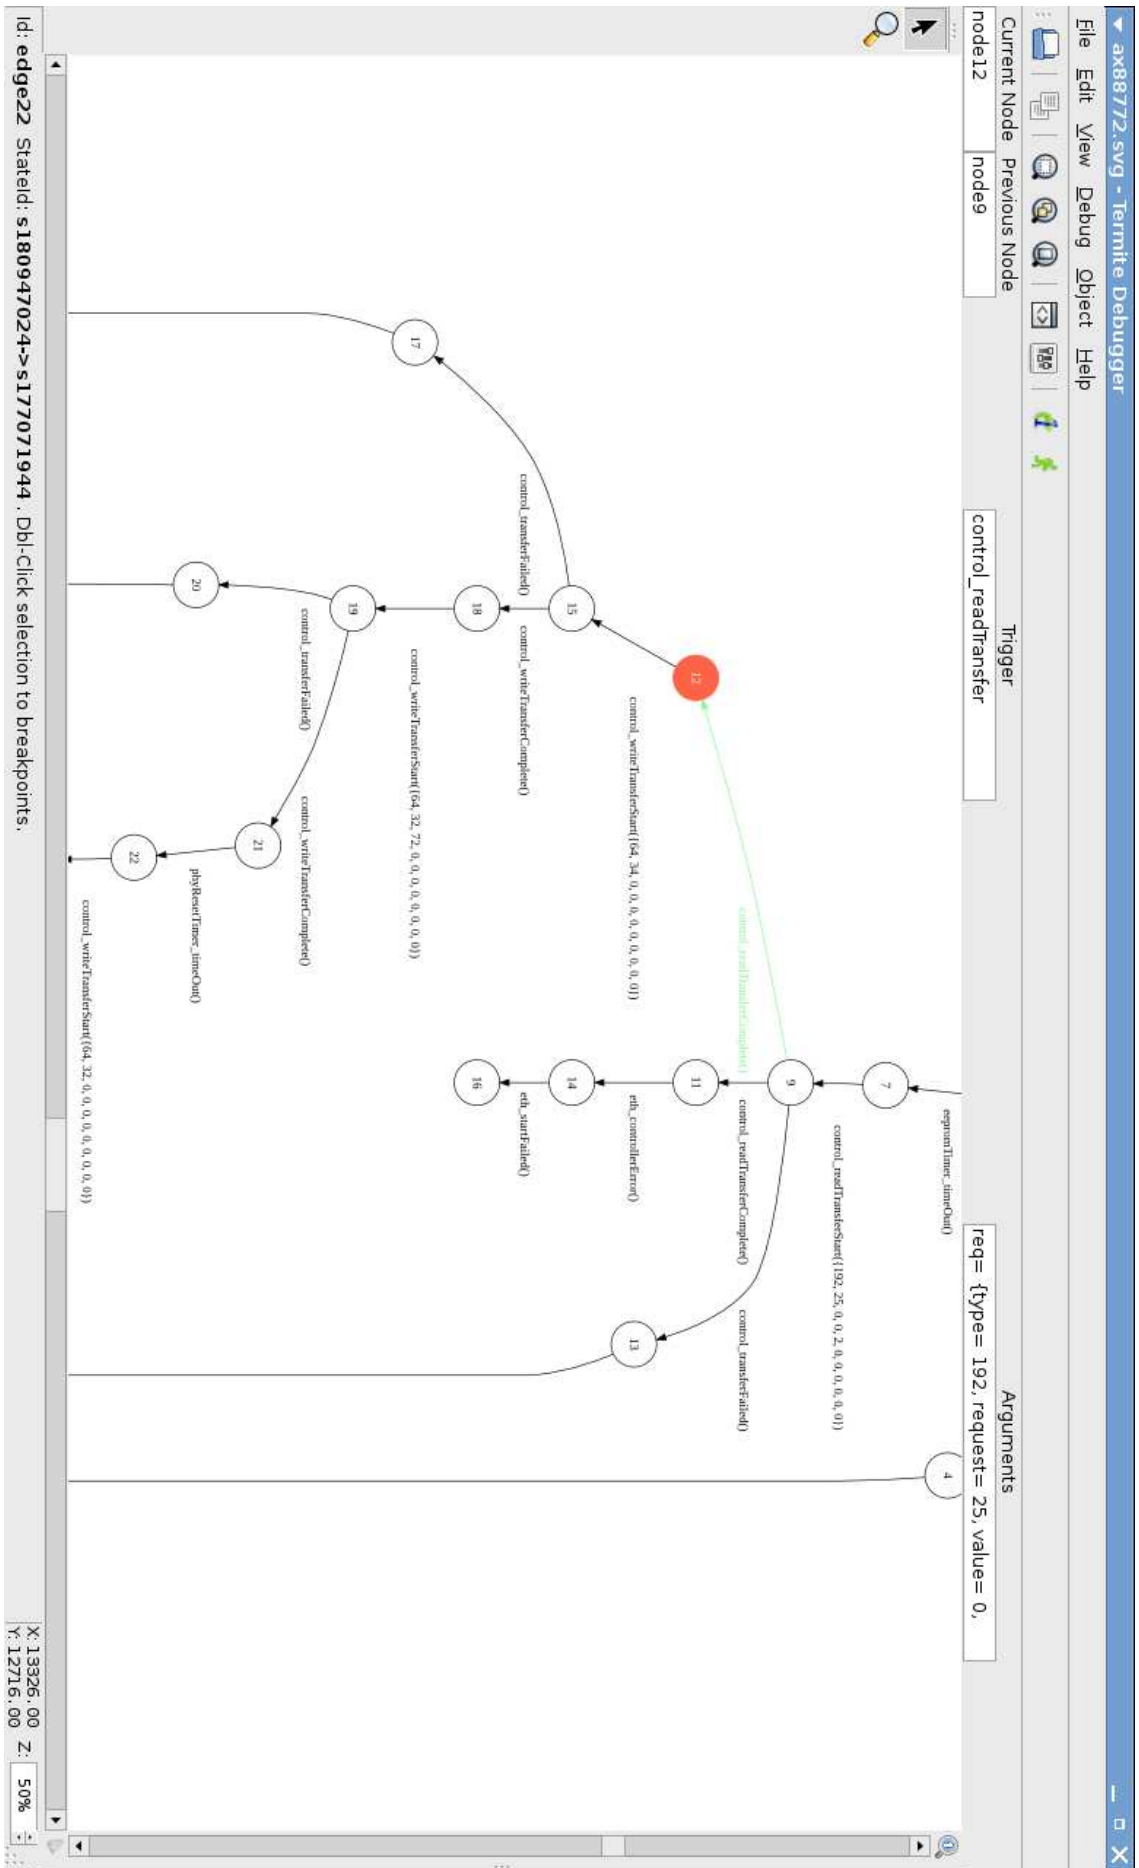 ax88772.svg - Termite Debugger
File Edit View Debug Object Help
Current Node Previous Node Trigger Arguments
node12 node9 control_readTransfer req= {type= 192, request= 25, value= 0,
4
eepromTimer_timeOut()
7
control_readTransferStart({192, 25, 0, 0, 2, 0, 0, 0, 0, 0})
9
control_readTransferComplete() control_readTransferComplete() control_transferFailed()
12 11 13
control_writeTransferStart({64, 34, 0, 0, 0, 0, 0, 0, 0, 0}) eth_controllerError()
15 14
control_transferFailed() control_writeTransferComplete() eth_startFailed()
17 18 16
control_writeTransferStart({64, 32, 72, 0, 0, 0, 0, 0, 0, 0})
19
control_transferFailed() control_writeTransferComplete()
20 21
phyResetTimer_timeOut()
22
control_writeTransferStart({64, 32, 0, 0, 0, 0, 0, 0, 0, 0})
Id: edge22 StateId: s180947024->s177071944 . Dbl-Click selection to breakpoints.
X: 13326.00
Y: 12716.00 Z: 50%